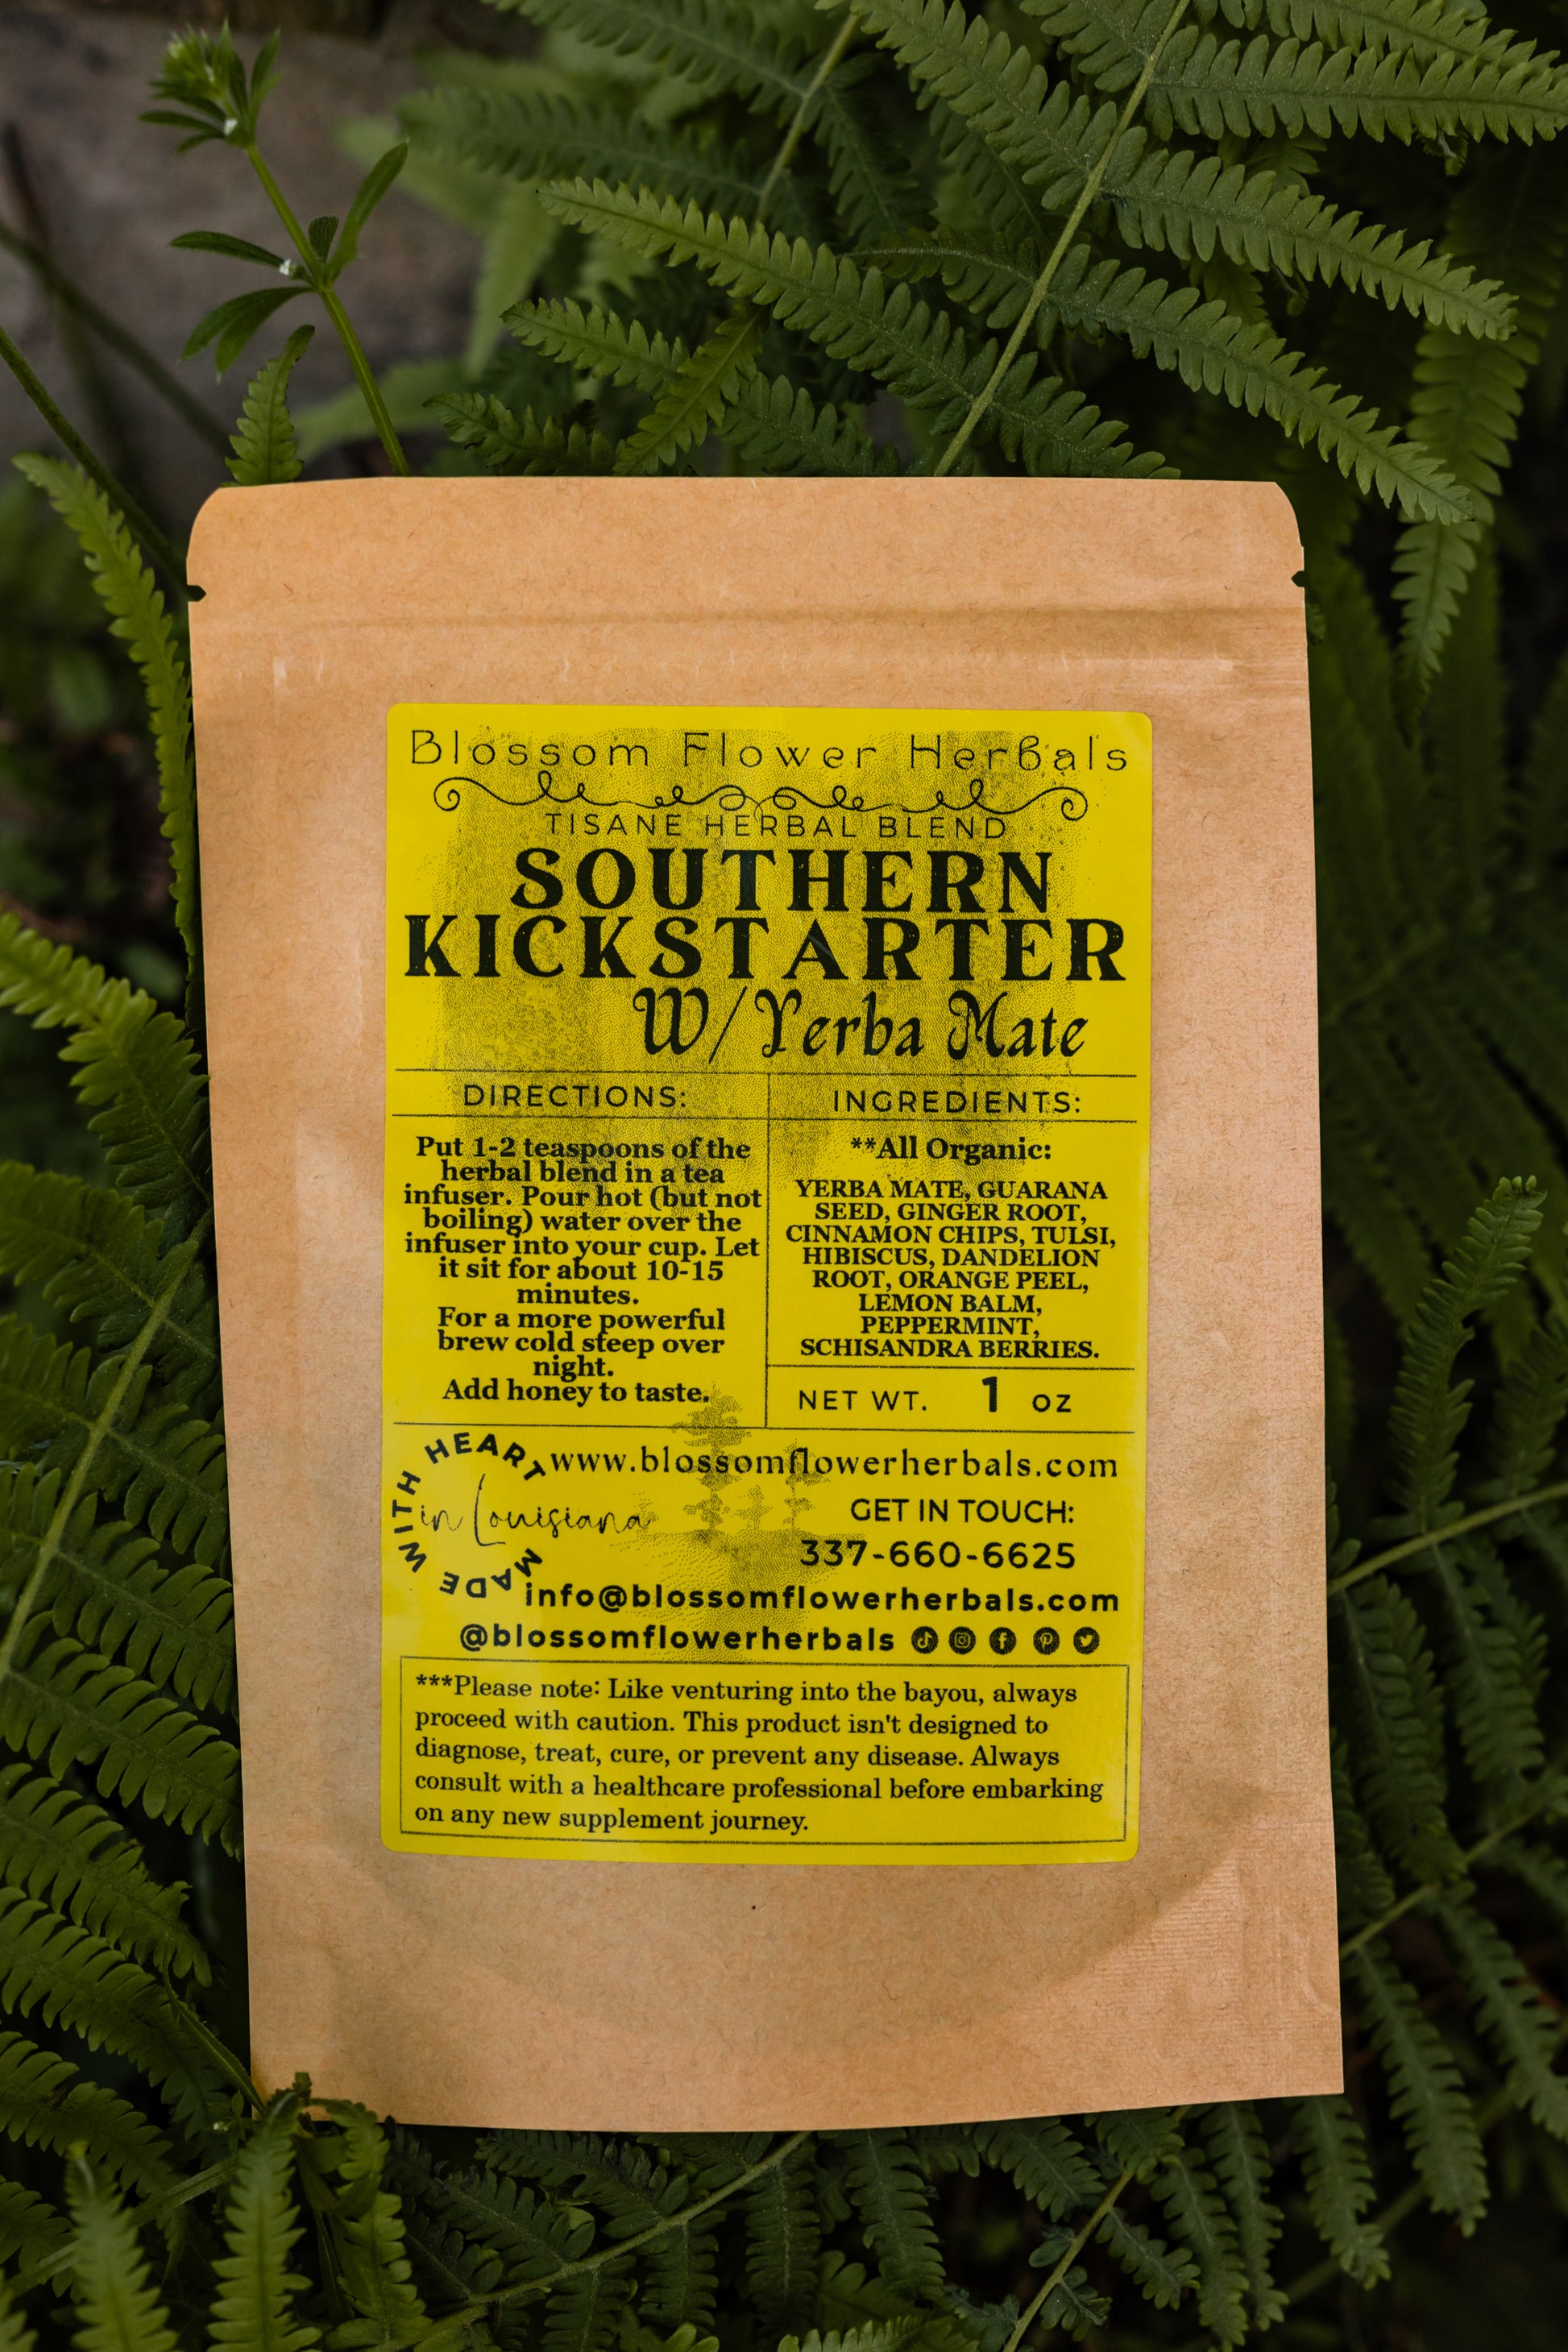 Blossom Flower Herbals
TISANE HERBAL BLEND
SOUTHERN
KICKSTARTER
W/Yerba Mate
DIRECTIONS:
Put 1-2 teaspoons of the
herbal blend in a tea
infuser. Pour hot (but not
boiling) water over the
infuser into your cup. Let
it sit for about 10-15
minutes.
For a more powerful
brew cold steep over
night.
Add honey to taste.
INGREDIENTS:
**All Organic:
YERBA MATE, GUARANA
SEED, GINGER ROOT,
CINNAMON CHIPS, TULSI,
HIBISCUS, DANDELION
ROOT, ORANGE PEEL,
LEMON BALM,
PEPPERMINT,
SCHISANDRA BERRIES.
NET WT. 1 OZ
MADE WITH HEART
in Louisiana
www.blossomflowerherbals.com
GET IN TOUCH:
337-660-6625
info@blossomflowerherbals.com
@blossomflowerherbals
***Please note: Like venturing into the bayou, always
proceed with caution. This product isn't designed to
diagnose, treat, cure, or prevent any disease. Always
consult with a healthcare professional before embarking
on any new supplement journey.